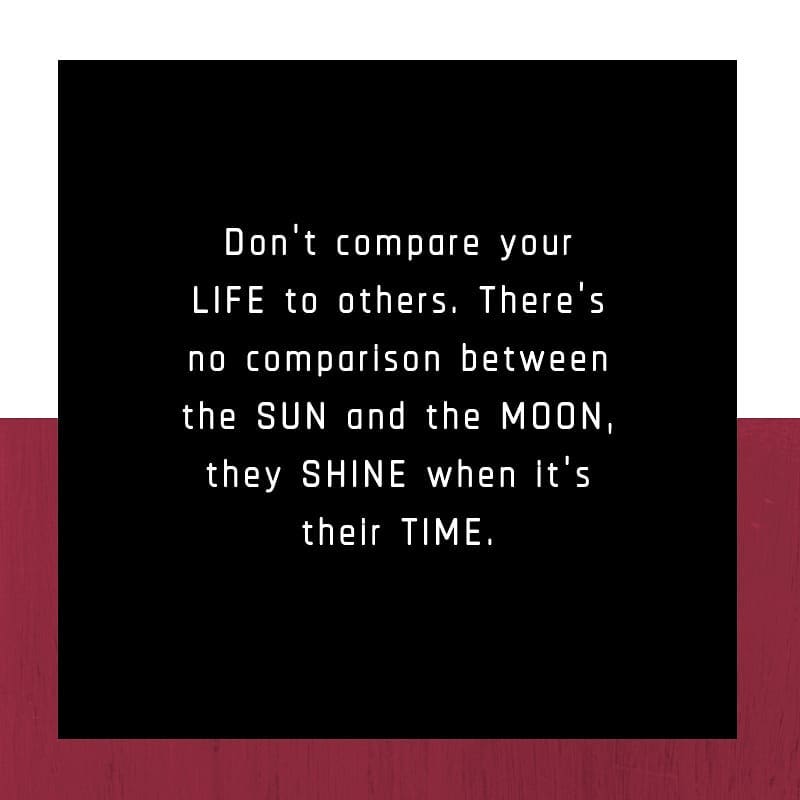 Don't compare your
LIFE to others. There's
no comparison between
the SUN and the MOON,
they SHINE when it's
their TIME.